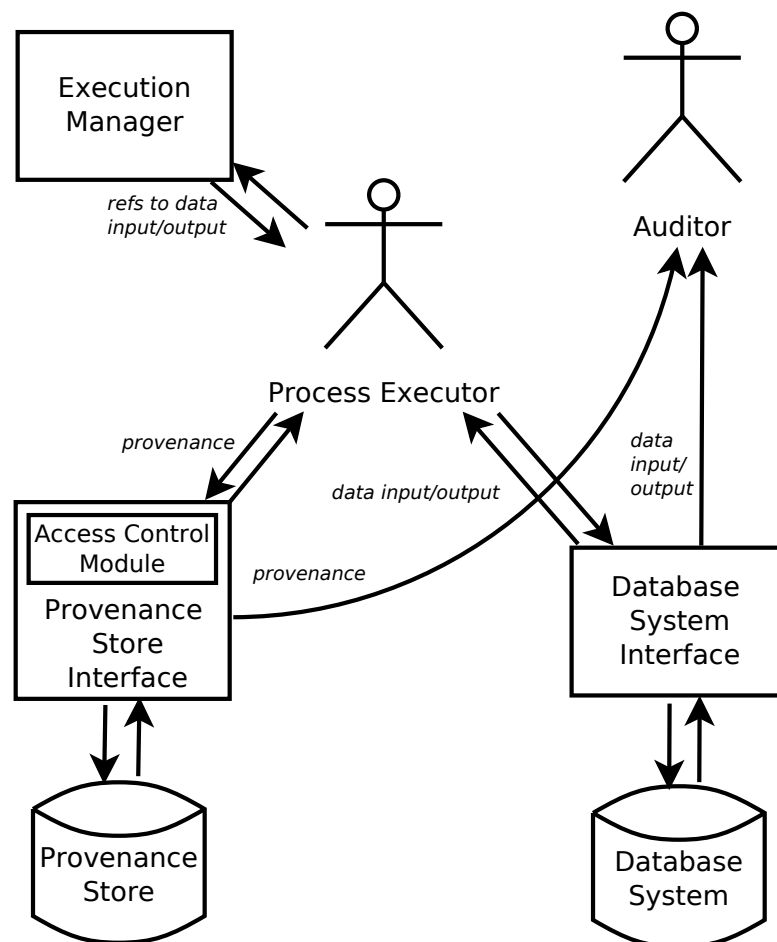 Execution
Manager
refs to data
input/output
Auditor
Process Executor
provenance
data input/output
data
input/
output
Access Control
Module
provenance
Provenance
Store
Interface
Database
System
Interface
Provenance
Store
Database
System